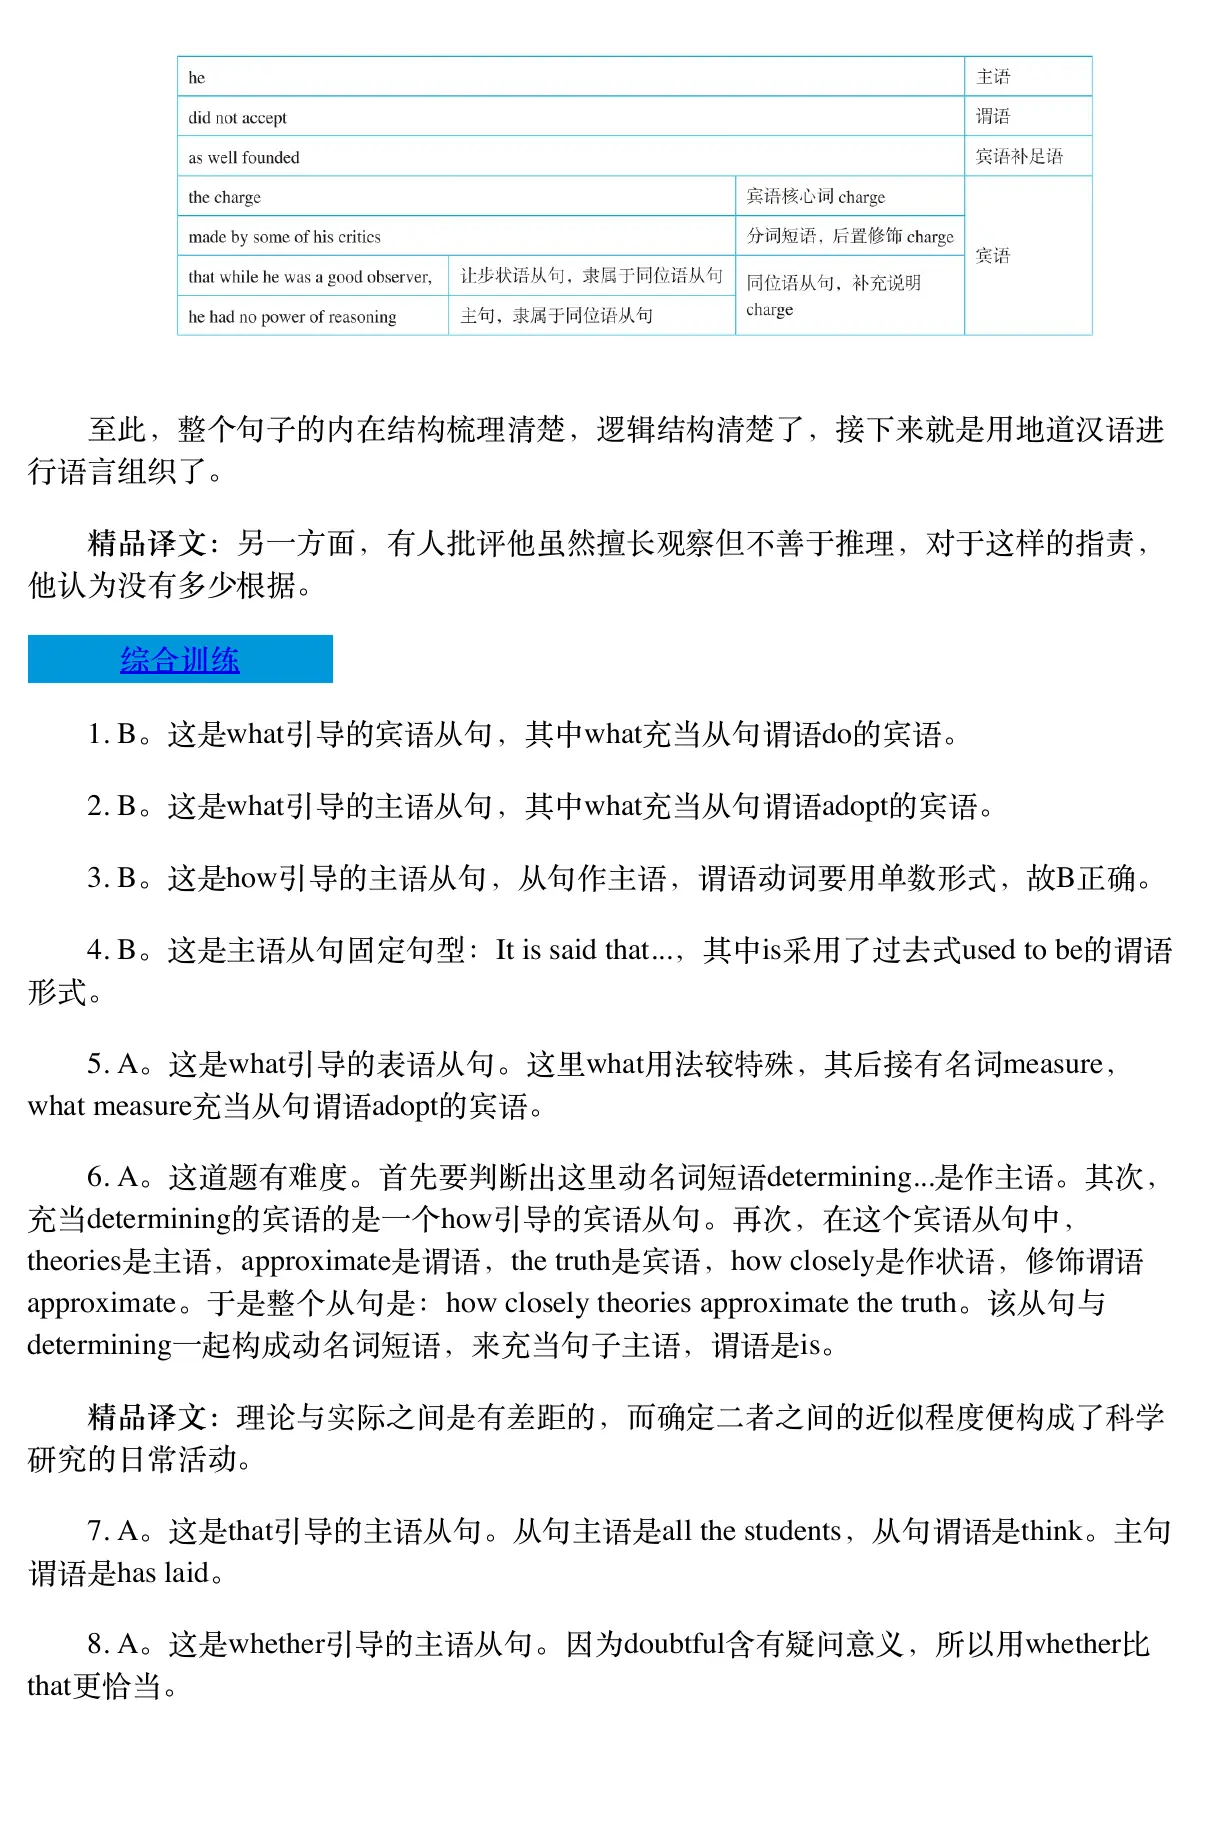 he 主语
did not accept 谓语
as well founded 宾语补足语
the charge 宾语核心词 charge
made by some of his critics 分词短语，后置修饰 charge
宾语
that while he was a good observer, 让步状语从句，隶属于同位语从句
同位语从句，补充说明
charge
he had no power of reasoning 主句，隶属于同位语从句
至此，整个句子的内在结构梳理清楚，逻辑结构清楚了，接下来就是用地道汉语进
行语言组织了。
精品译文：另一方面，有人批评他虽然擅长观察但不善于推理，对于这样的指责，
他认为没有多少根据。
综合训练
1. B。这是what引导的宾语从句，其中what充当从句谓语do的宾语。
2. B。这是what引导的主语从句，其中what充当从句谓语adopt的宾语。
3. B。这是how引导的主语从句，从句作主语，谓语动词要用单数形式，故B正确。
4. B。这是主语从句固定句型：It is said that...，其中is采用了过去式used to be的谓语
形式。
5. A。这是what引导的表语从句。这里what用法较特殊，其后接有名词measure，
what measure充当从句谓语adopt的宾语。
6. A。这道题有难度。首先要判断出这里动名词短语determining...是作主语。其次，
充当determining的宾语的是一个how引导的宾语从句。再次，在这个宾语从句中，
theories是主语，approximate是谓语，the truth是宾语，how closely是作状语，修饰谓语
approximate。于是整个从句是：how closely theories approximate the truth。该从句与
determining一起构成动名词短语，来充当句子主语，谓语是is。
精品译文：理论与实际之间是有差距的，而确定二者之间的近似程度便构成了科学
研究的日常活动。
7. A。这是that引导的主语从句。从句主语是all the students，从句谓语是think。主句
谓语是has laid。
8. A。这是whether引导的主语从句。因为doubtful含有疑问意义，所以用whether比
that更恰当。